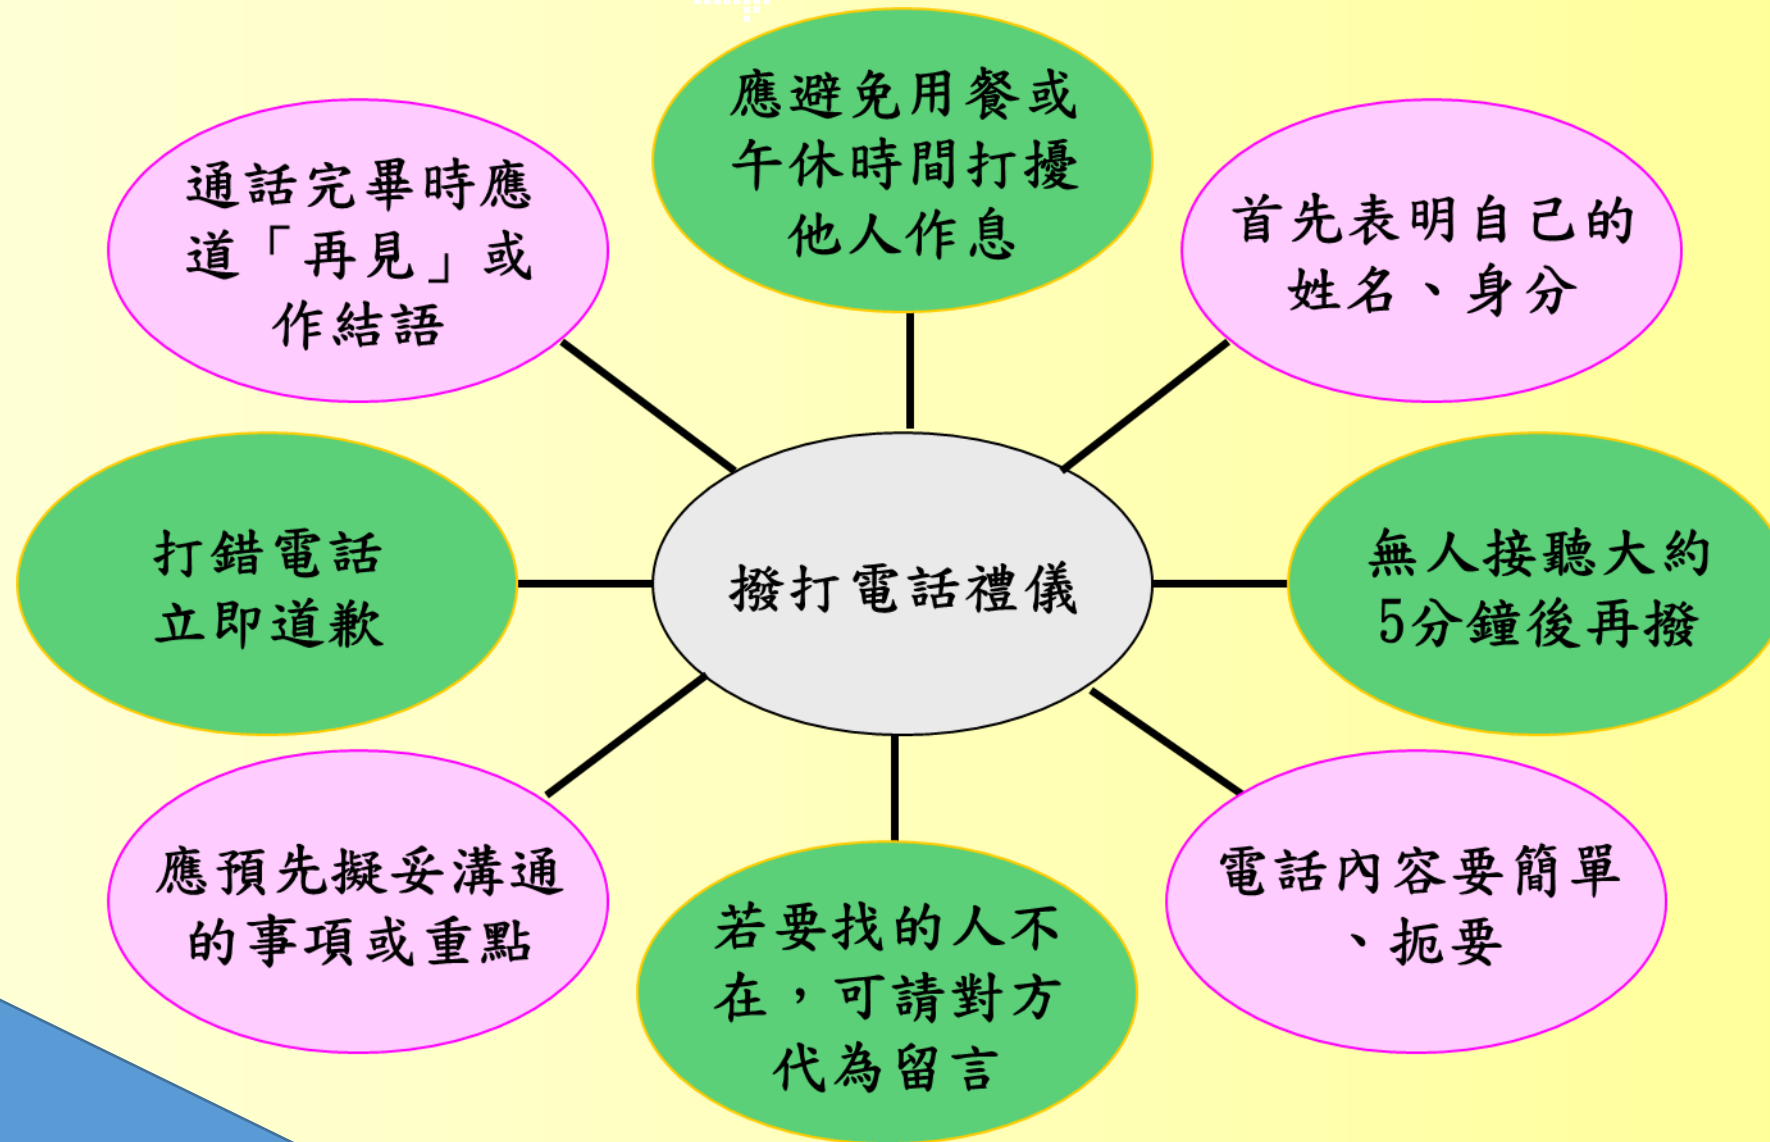 應避免用餐或
午休時間打擾
他人作息
通話完畢時應
道「再見」或
作結語
首先表明自己的
姓名、身分
打錯電話
立即道歉
撥打電話禮儀
無人接聽大約
5分鐘後再撥
應預先擬妥溝通
的事項或重點
若要找的人不
在，可請對方
代為留言
電話內容要簡單
、扼要